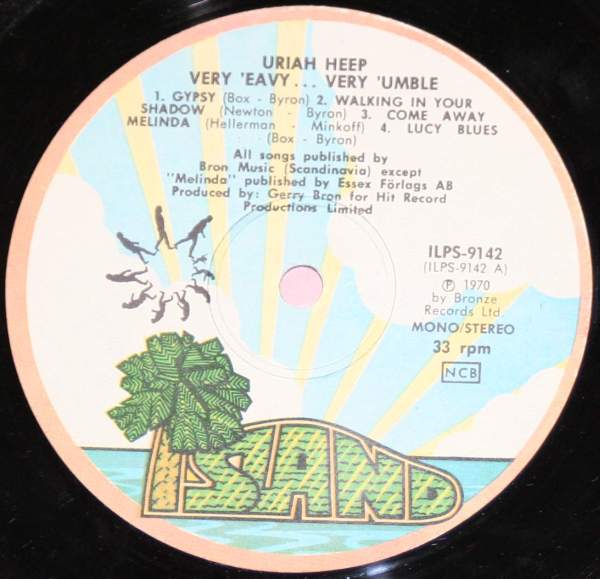 URIAH HEEP
VERY 'EAVY... VERY 'UMBLE
1. GYPSY (Box - Byron) 2. WALKING IN YOUR
SHADOW (Newton - Byron) 3. COME AWAY
MELINDA (Hellerman - Minkoff) 4. LUCY BLUES
(Box - Byron)
All songs published by
Bron Music (Scandinavia) except
"Melinda" published by Essex Förlags AB
Produced by: Gerry Bron for Hit Record
Productions Limited
ILPS-9142
(ILPS-9142 A)
Ⓟ 1970
by Bronze
Records Ltd.
MONO/STEREO
33 rpm
NCB
ISLAND